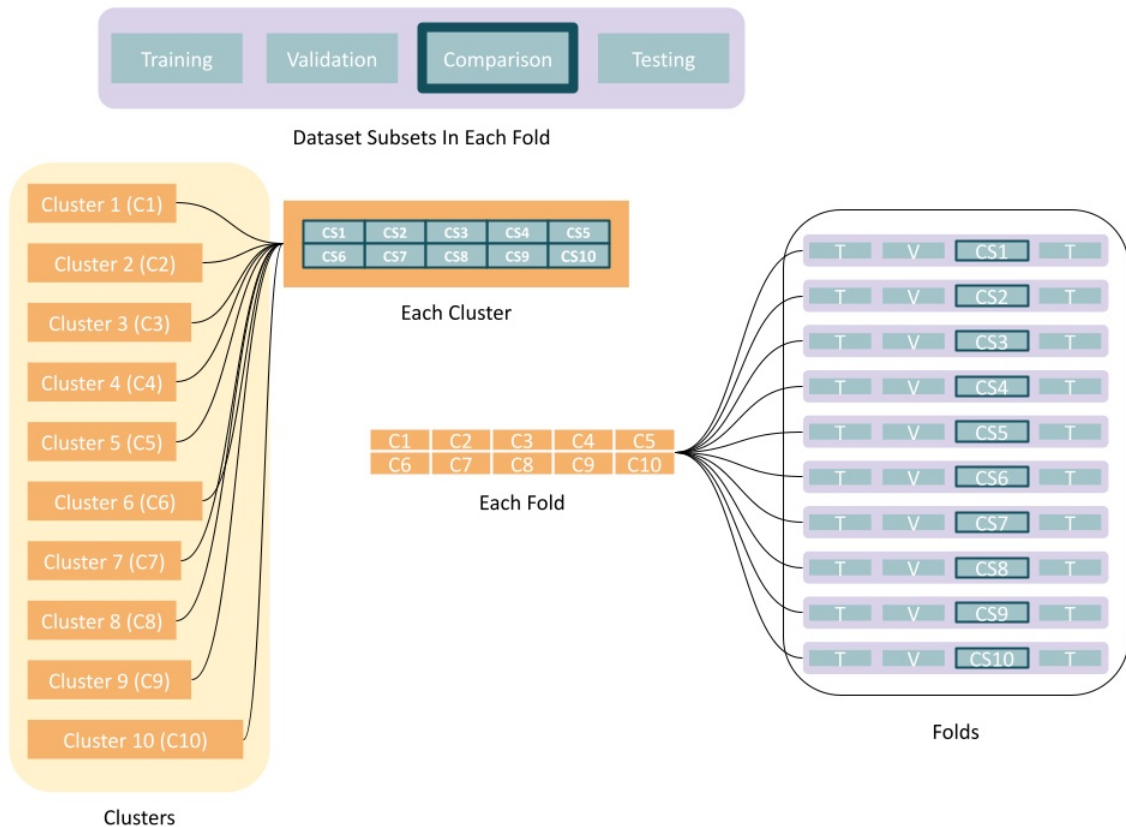 Training Validation Comparison Testing
Dataset Subsets In Each Fold
Cluster 1 (C1)
Cluster 2 (C2)
Cluster 3 (C3)
Cluster 4 (C4)
Cluster 5 (C5)
Cluster 6 (C6)
Cluster 7 (C7)
Cluster 8 (C8)
Cluster 9 (C9)
Cluster 10 (C10)
Clusters
CS1 CS2 CS3 CS4 CS5
CS6 CS7 CS8 CS9 CS10
Each Cluster
C1 C2 C3 C4 C5
C6 C7 C8 C9 C10
Each Fold
T V CS1 T
T V CS2 T
T V CS3 T
T V CS4 T
T V CS5 T
T V CS6 T
T V CS7 T
T V CS8 T
T V CS9 T
T V CS10 T
Folds